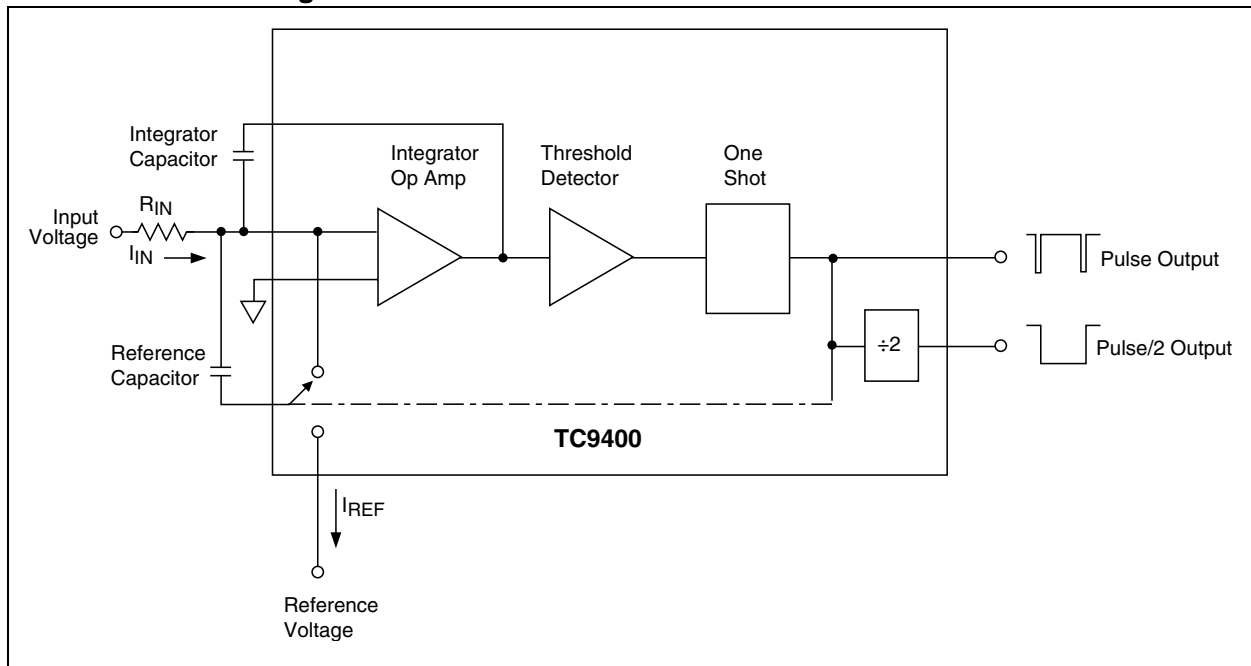 Integrator
Capacitor
Integrator
Op Amp
Threshold
Detector
One
Shot
Input
Voltage
RIN
IIN
Pulse Output
Reference
Capacitor
÷2
Pulse/2 Output
TC9400
IREF
Reference
Voltage